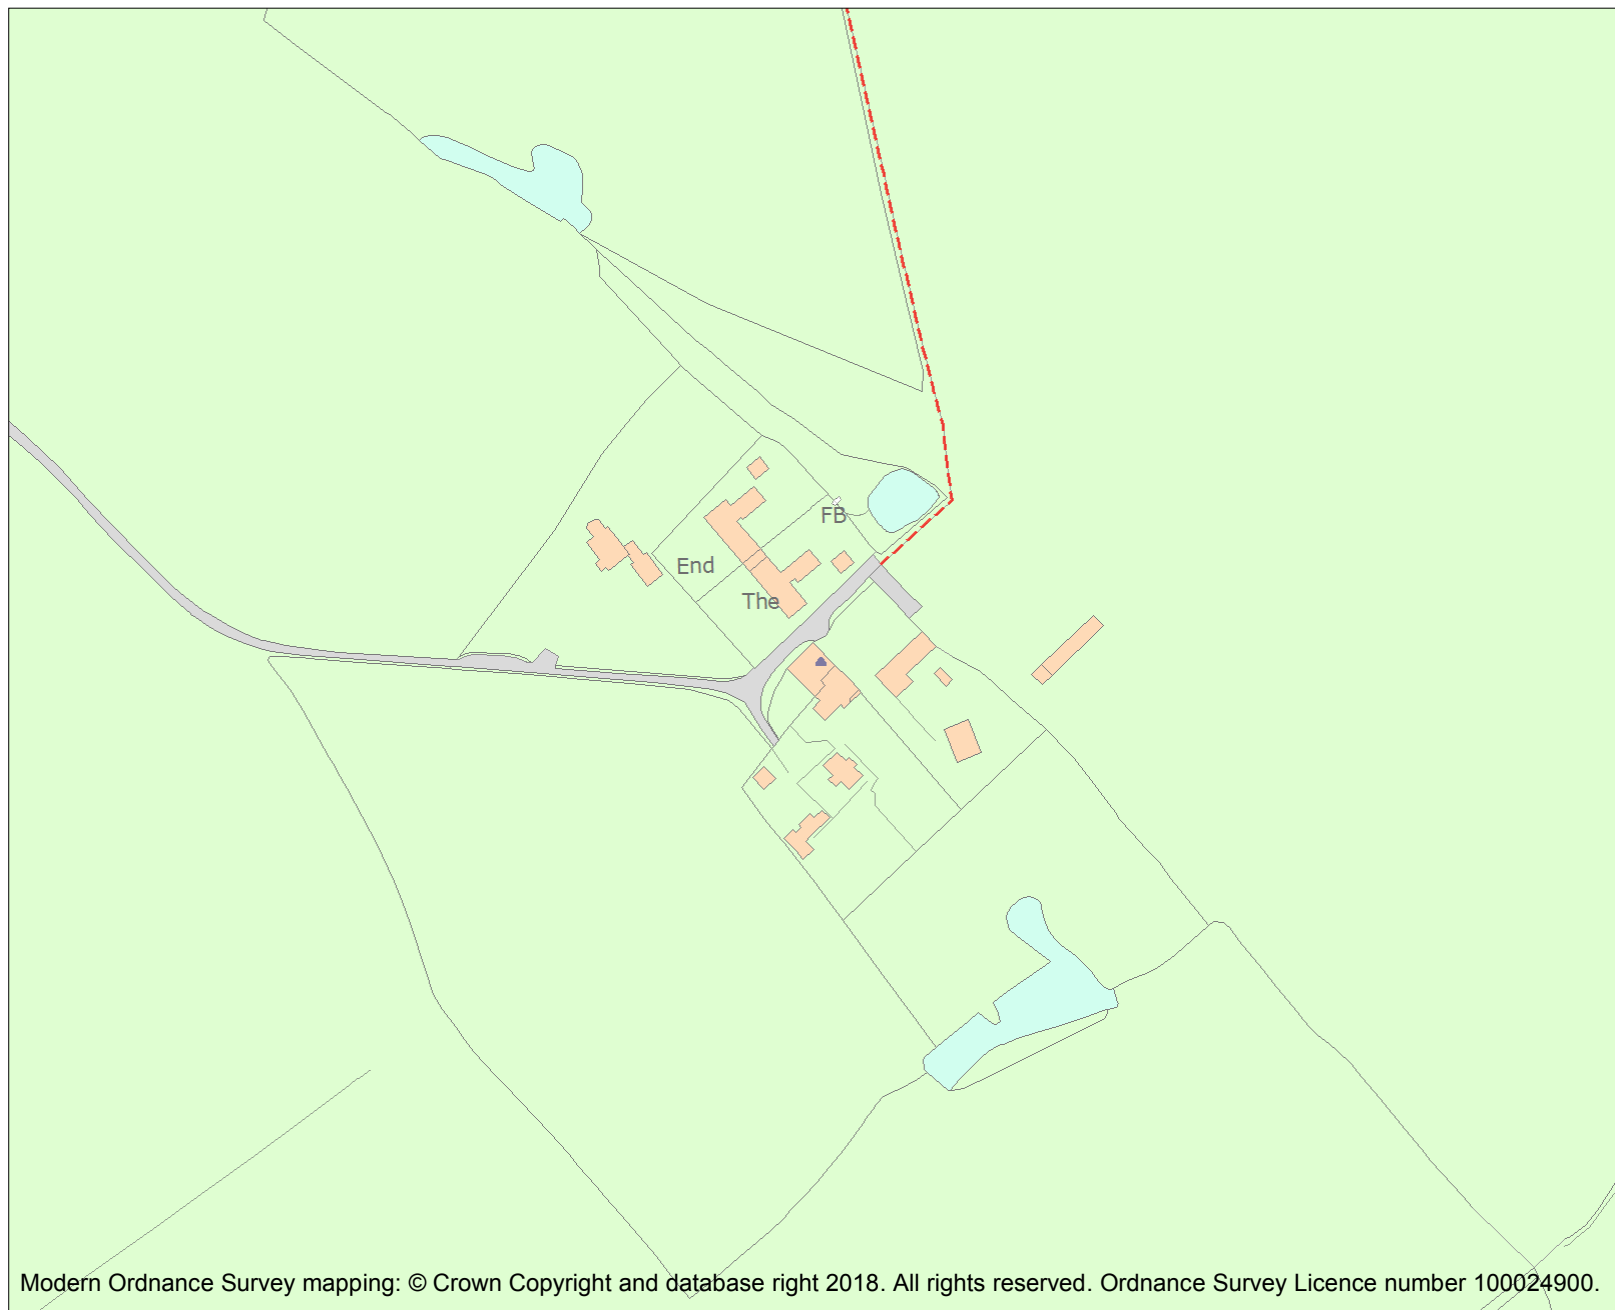 FB
End
The
Modern Ordnance Survey mapping: © Crown Copyright and database right 2018. All rights reserved. Ordnance Survey Licence number 100024900.